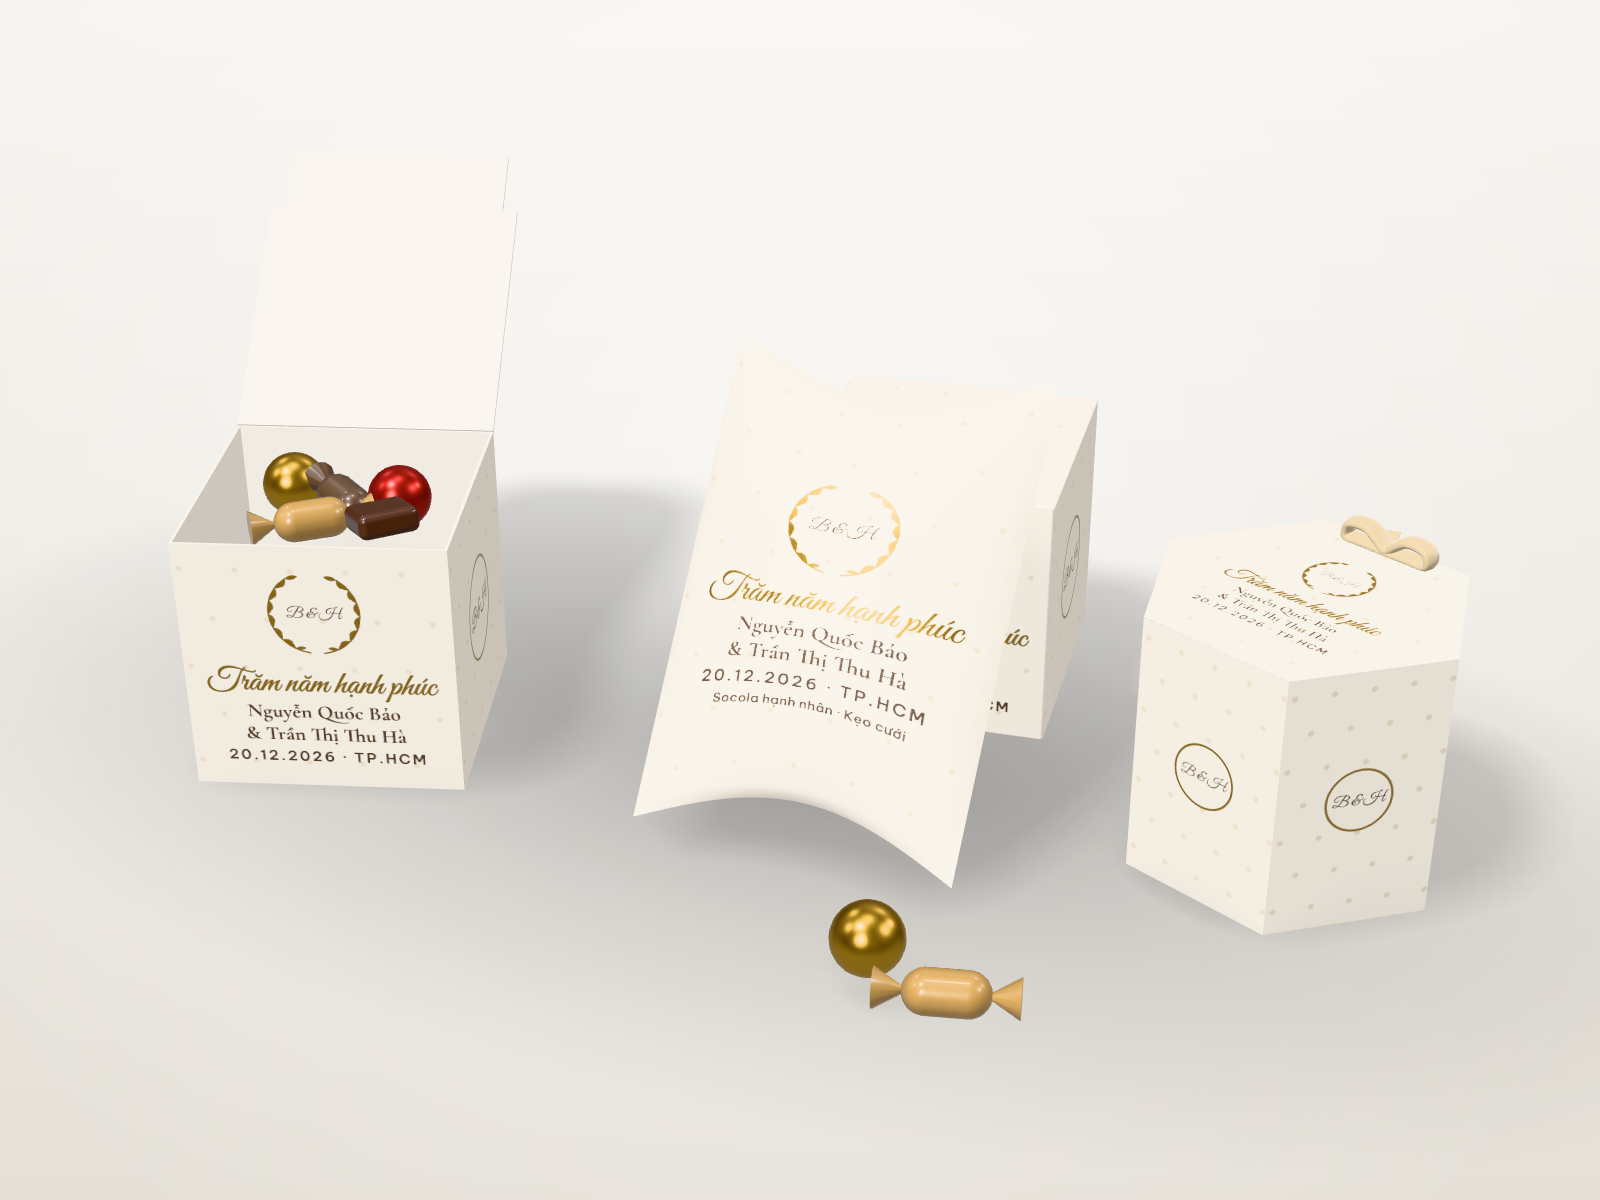 B&H
Trăm năm hạnh phúc
Nguyễn Quốc Bảo
& Trần Thị Thu Hà
20.12.2026 · TP.HCM
B&H
B&H
Trăm năm hạnh phúc
Nguyễn Quốc Bảo
& Trần Thị Thu Hà
20.12.2026 · TP.HCM
Socola hạnh nhân · Kẹo cưới
B&H
úc
CM
B&H
Trăm năm hạnh phúc
Nguyễn Quốc Bảo
& Trần Thị Thu Hà
20.12.2026 · TP.HCM
B&H
B&H